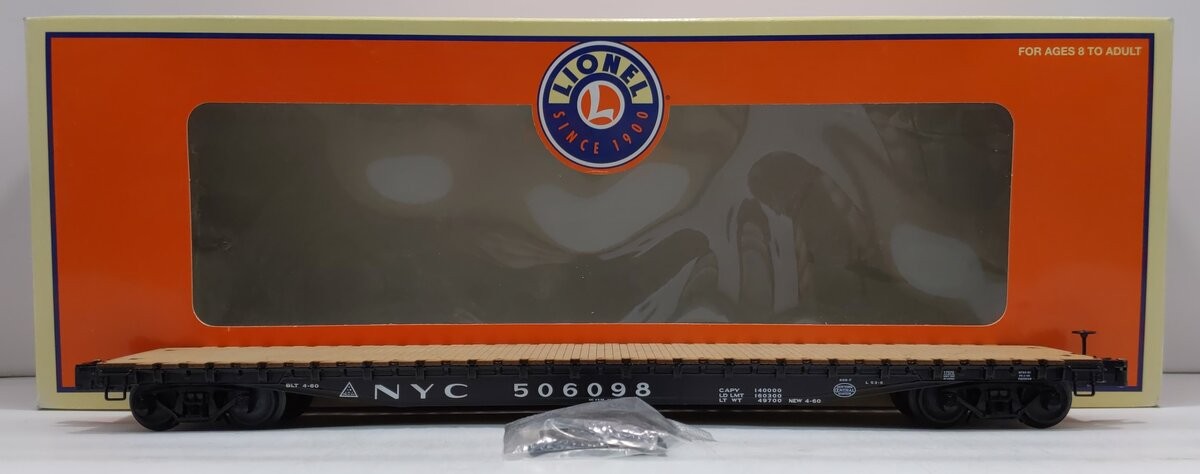 FOR AGES 8 TO ADULT
LIONEL
L
SINCE 1900
BLT 4-60
NYC 506098
CAPY 140000
LD LMT 160300
LT WT 49700 NEW 4-60